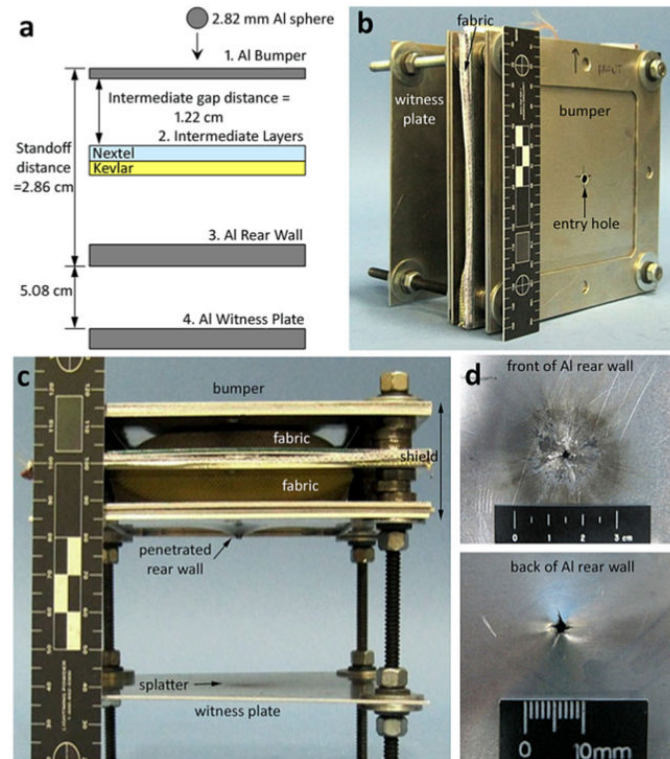 a
2.82 mm Al sphere
1. Al Bumper
Intermediate gap distance =
1.22 cm
2. Intermediate Layers
Nextel
Kevlar
Standoff
distance
=2.86 cm
3. Al Rear Wall
5.08 cm
4. Al Witness Plate
b
fabric
witness
plate
bumper
entry hole
c
bumper
fabric
shield
fabric
penetrated
rear wall
splatter
witness plate
d
front of Al rear wall
0 1 2 3 cm
back of Al rear wall
0 10mm